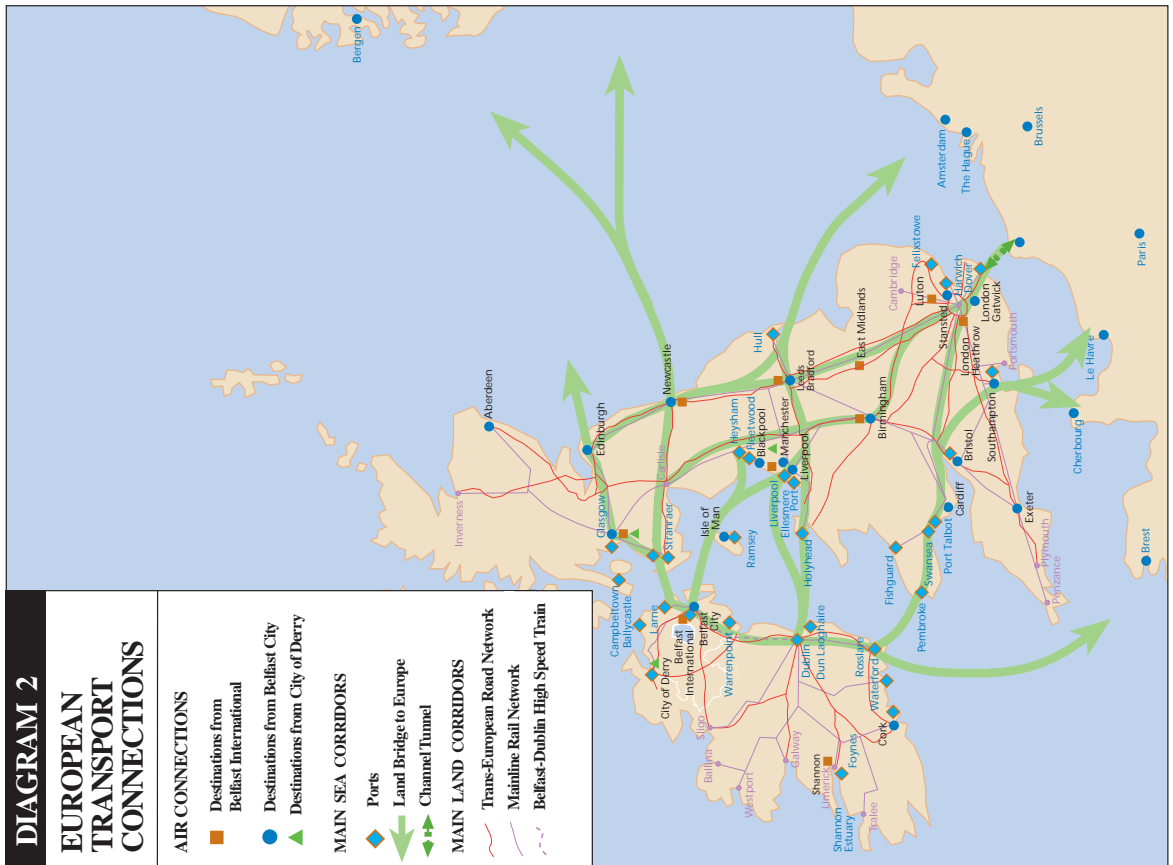 DIAGRAM 2
EUROPEAN
TRANSPORT
CONNECTIONS
AIR CONNECTIONS
Destinations from
Belfast International
Destinations from Belfast City
Destinations from City of Derry
MAIN SEA CORRIDORS
Ports
Land Bridge to Europe
Channel Tunnel
MAIN LAND CORRIDORS
Trans-European Road Network
Mainline Rail Network
Belfast-Dublin High Speed Train
Bergen
Inverness
Aberdeen
Glasgow
Edinburgh
Campbeltown
Ballycastle
Larne
Stranraer
Carlisle
Newcastle
City of Derry
Belfast
International
Belfast
City
Warrenpoint
Isle of
Man
Ramsey
Heysham
Fleetwood
Blackpool
Manchester
Liverpool
Liverpool
Ellesmere
Port
Leeds
Bradford
Hull
Sligo
Ballina
Westport
Galway
Dublin
Dun Laoghaire
Holyhead
Birmingham
East Midlands
Shannon
Limerick
Foynes
Shannon
Estuary
Tralee
Cork
Waterford
Rosslare
Fishguard
Pembroke
Swansea
Port Talbot
Cardiff
Bristol
Cambridge
Luton
Stansted
Felixstowe
Harwich
Dover
London
Gatwick
London
Heathrow
Portsmouth
Southampton
Exeter
Plymouth
Penzance
Amsterdam
The Hague
Brussels
Paris
Le Havre
Cherbourg
Brest